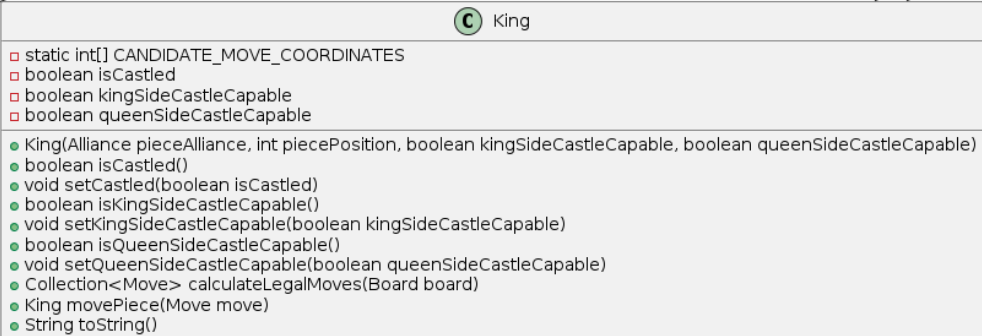 C King
static int[] CANDIDATE_MOVE_COORDINATES
boolean isCastled
boolean kingSideCastleCapable
boolean queenSideCastleCapable
King(Alliance pieceAlliance, int piecePosition, boolean kingSideCastleCapable, boolean queenSideCastleCapable)
boolean isCastled()
void setCastled(boolean isCastled)
boolean isKingSideCastleCapable()
void setKingSideCastleCapable(boolean kingSideCastleCapable)
boolean isQueenSideCastleCapable()
void setQueenSideCastleCapable(boolean queenSideCastleCapable)
Collection<Move> calculateLegalMoves(Board board)
King movePiece(Move move)
String toString()